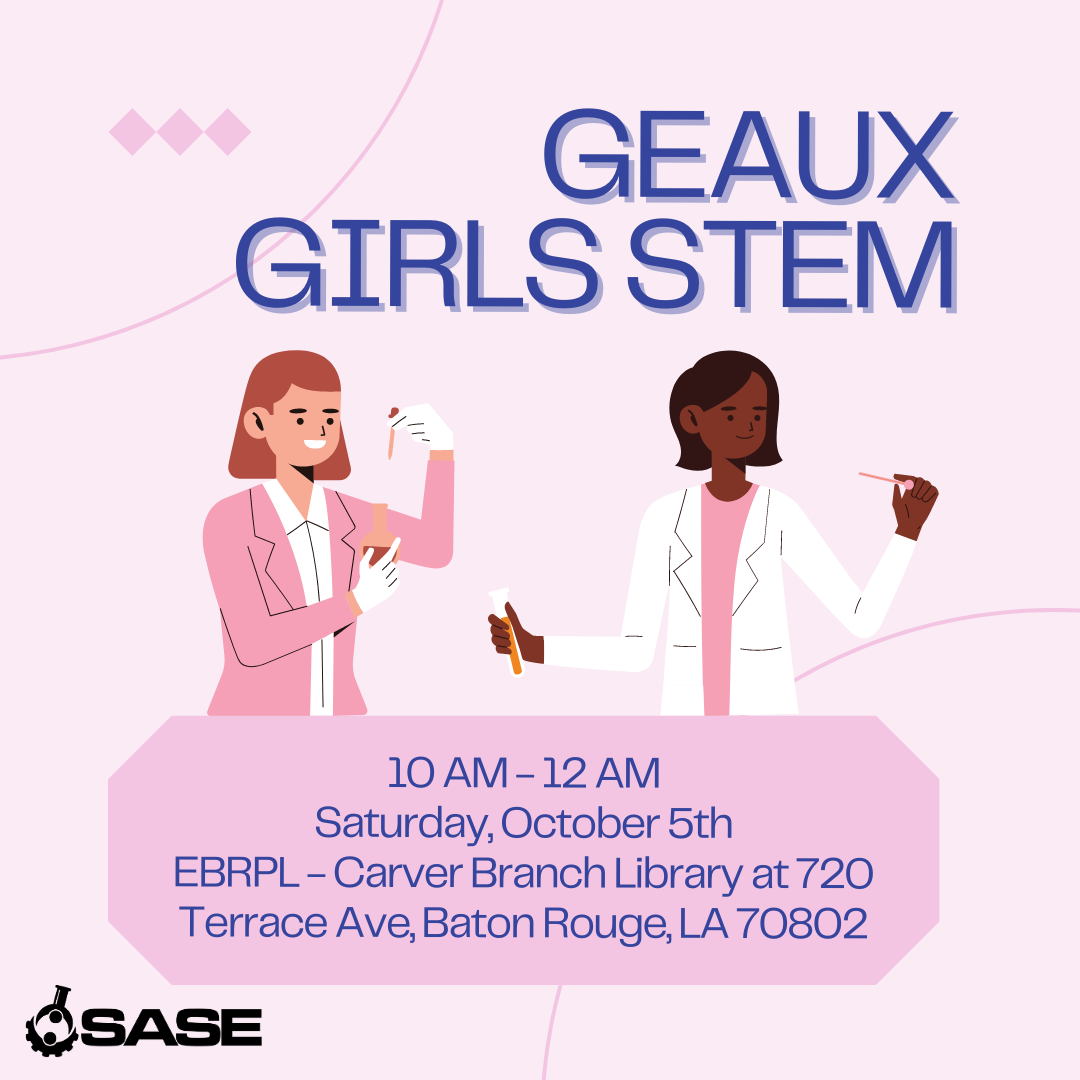 GEAUX
GIRLS STEM
10 AM – 12 AM
Saturday, October 5th
EBRPL – Carver Branch Library at 720
Terrace Ave, Baton Rouge, LA 70802
SASE